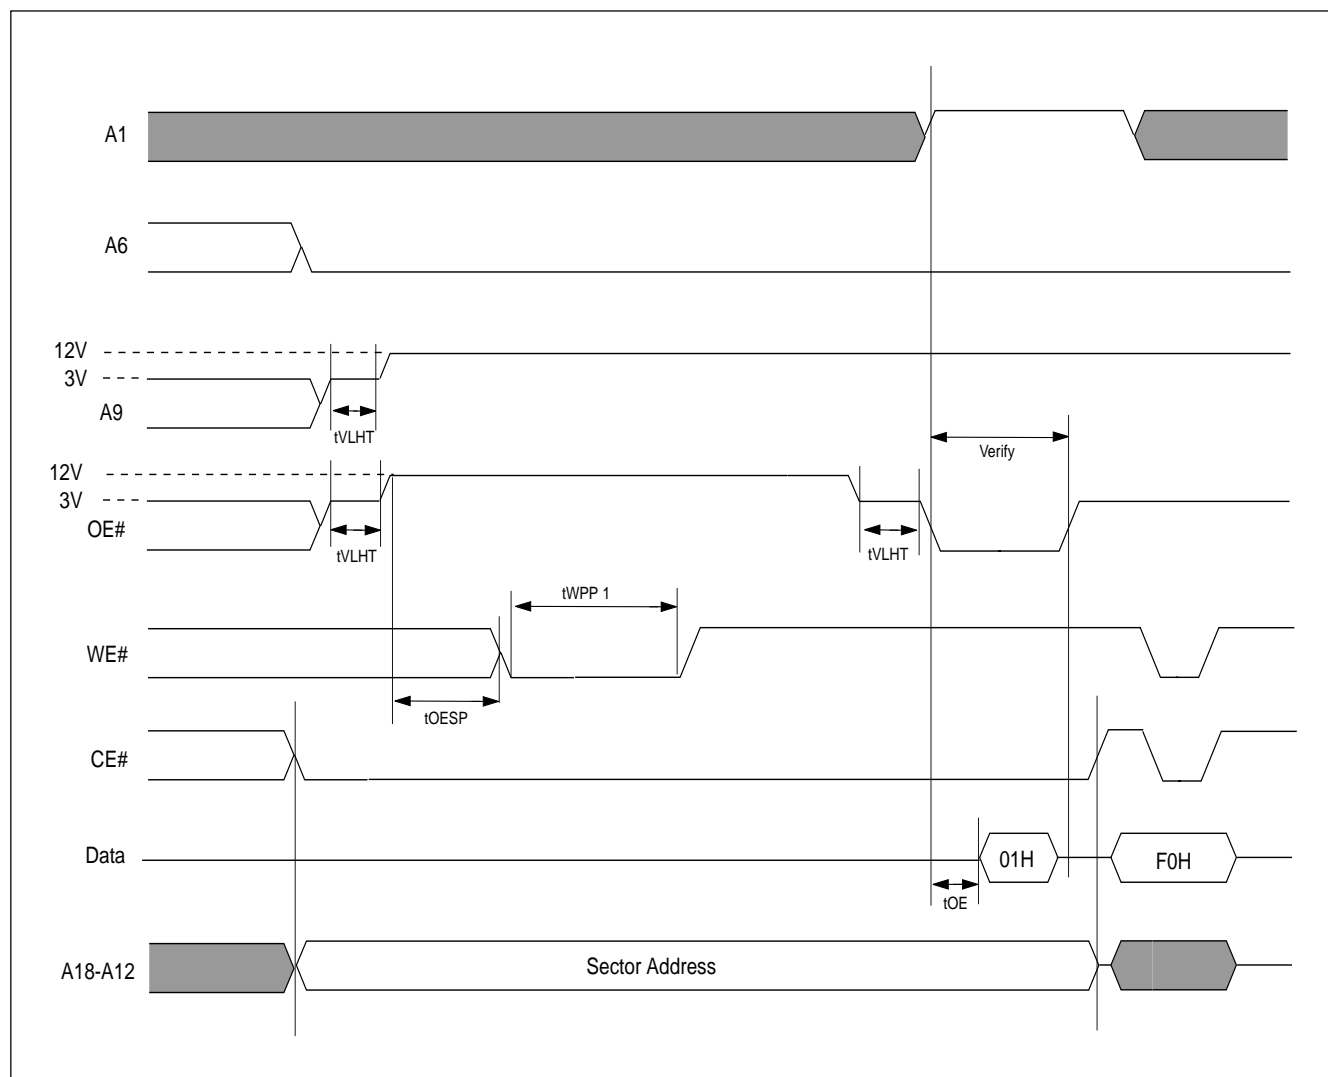 A1
A6
12V
3V
A9
tVLHT
Verify
12V
3V
OE#
tVLHT
tVLHT
tWPP 1
WE#
tOESP
CE#
Data
01H
F0H
tOE
A18-A12
Sector Address